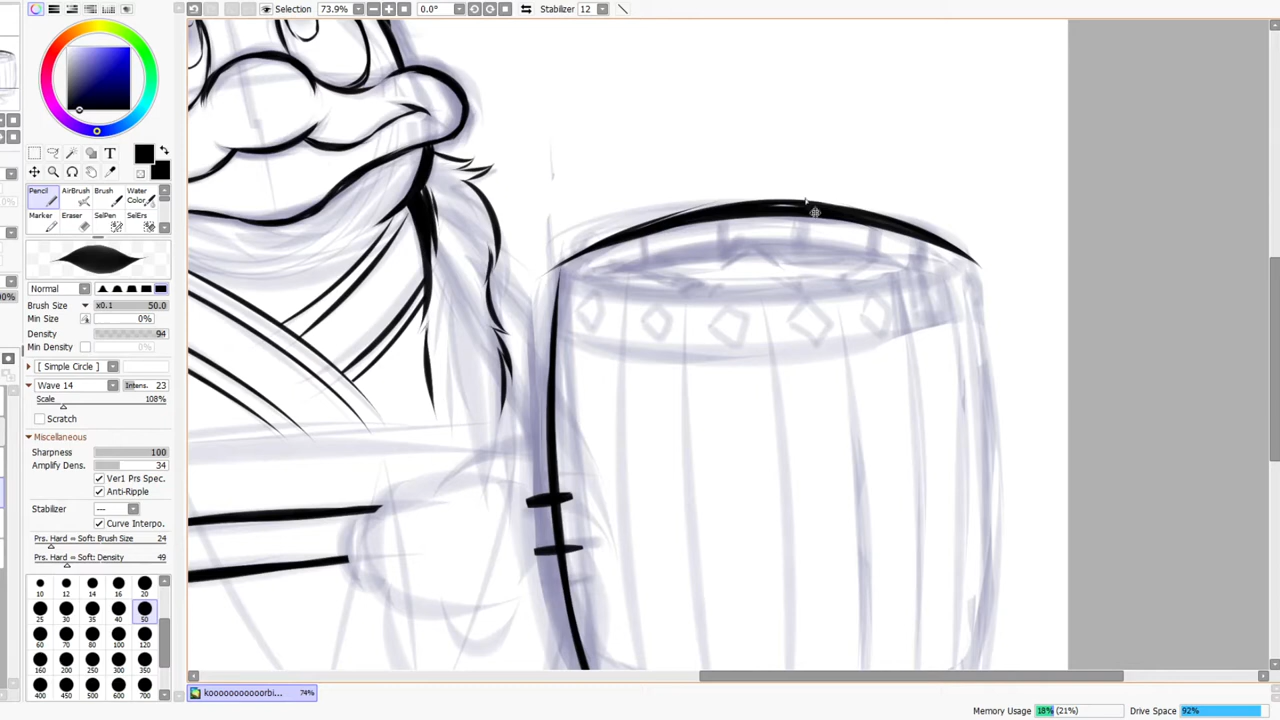 Selection 73.9% 0.0° Stabilizer 12
T
Pencil AirBrush Brush Water Color
Marker Eraser SelPen SelErs
Normal
Brush Size x0.1 50.0
Min Size 0%
Density 94
Min Density 0%
[ Simple Circle ]
Wave 14 Intens. 23
Scale 108%
Scratch
Miscellaneous
Sharpness 100
Amplify Dens. 34
Ver1 Prs Spec.
Anti-Ripple
Stabilizer ---
Curve Interpo.
Prs. Hard ⇔ Soft: Brush Size 24
Prs. Hard ⇔ Soft: Density 49
10 12 14 16 20
25 30 35 40 50
60 70 80 100 120
160 200 250 300 350
400 450 500 600 700
kooooooooooorbi... 74%
Memory Usage 18% (21%) Drive Space 92%